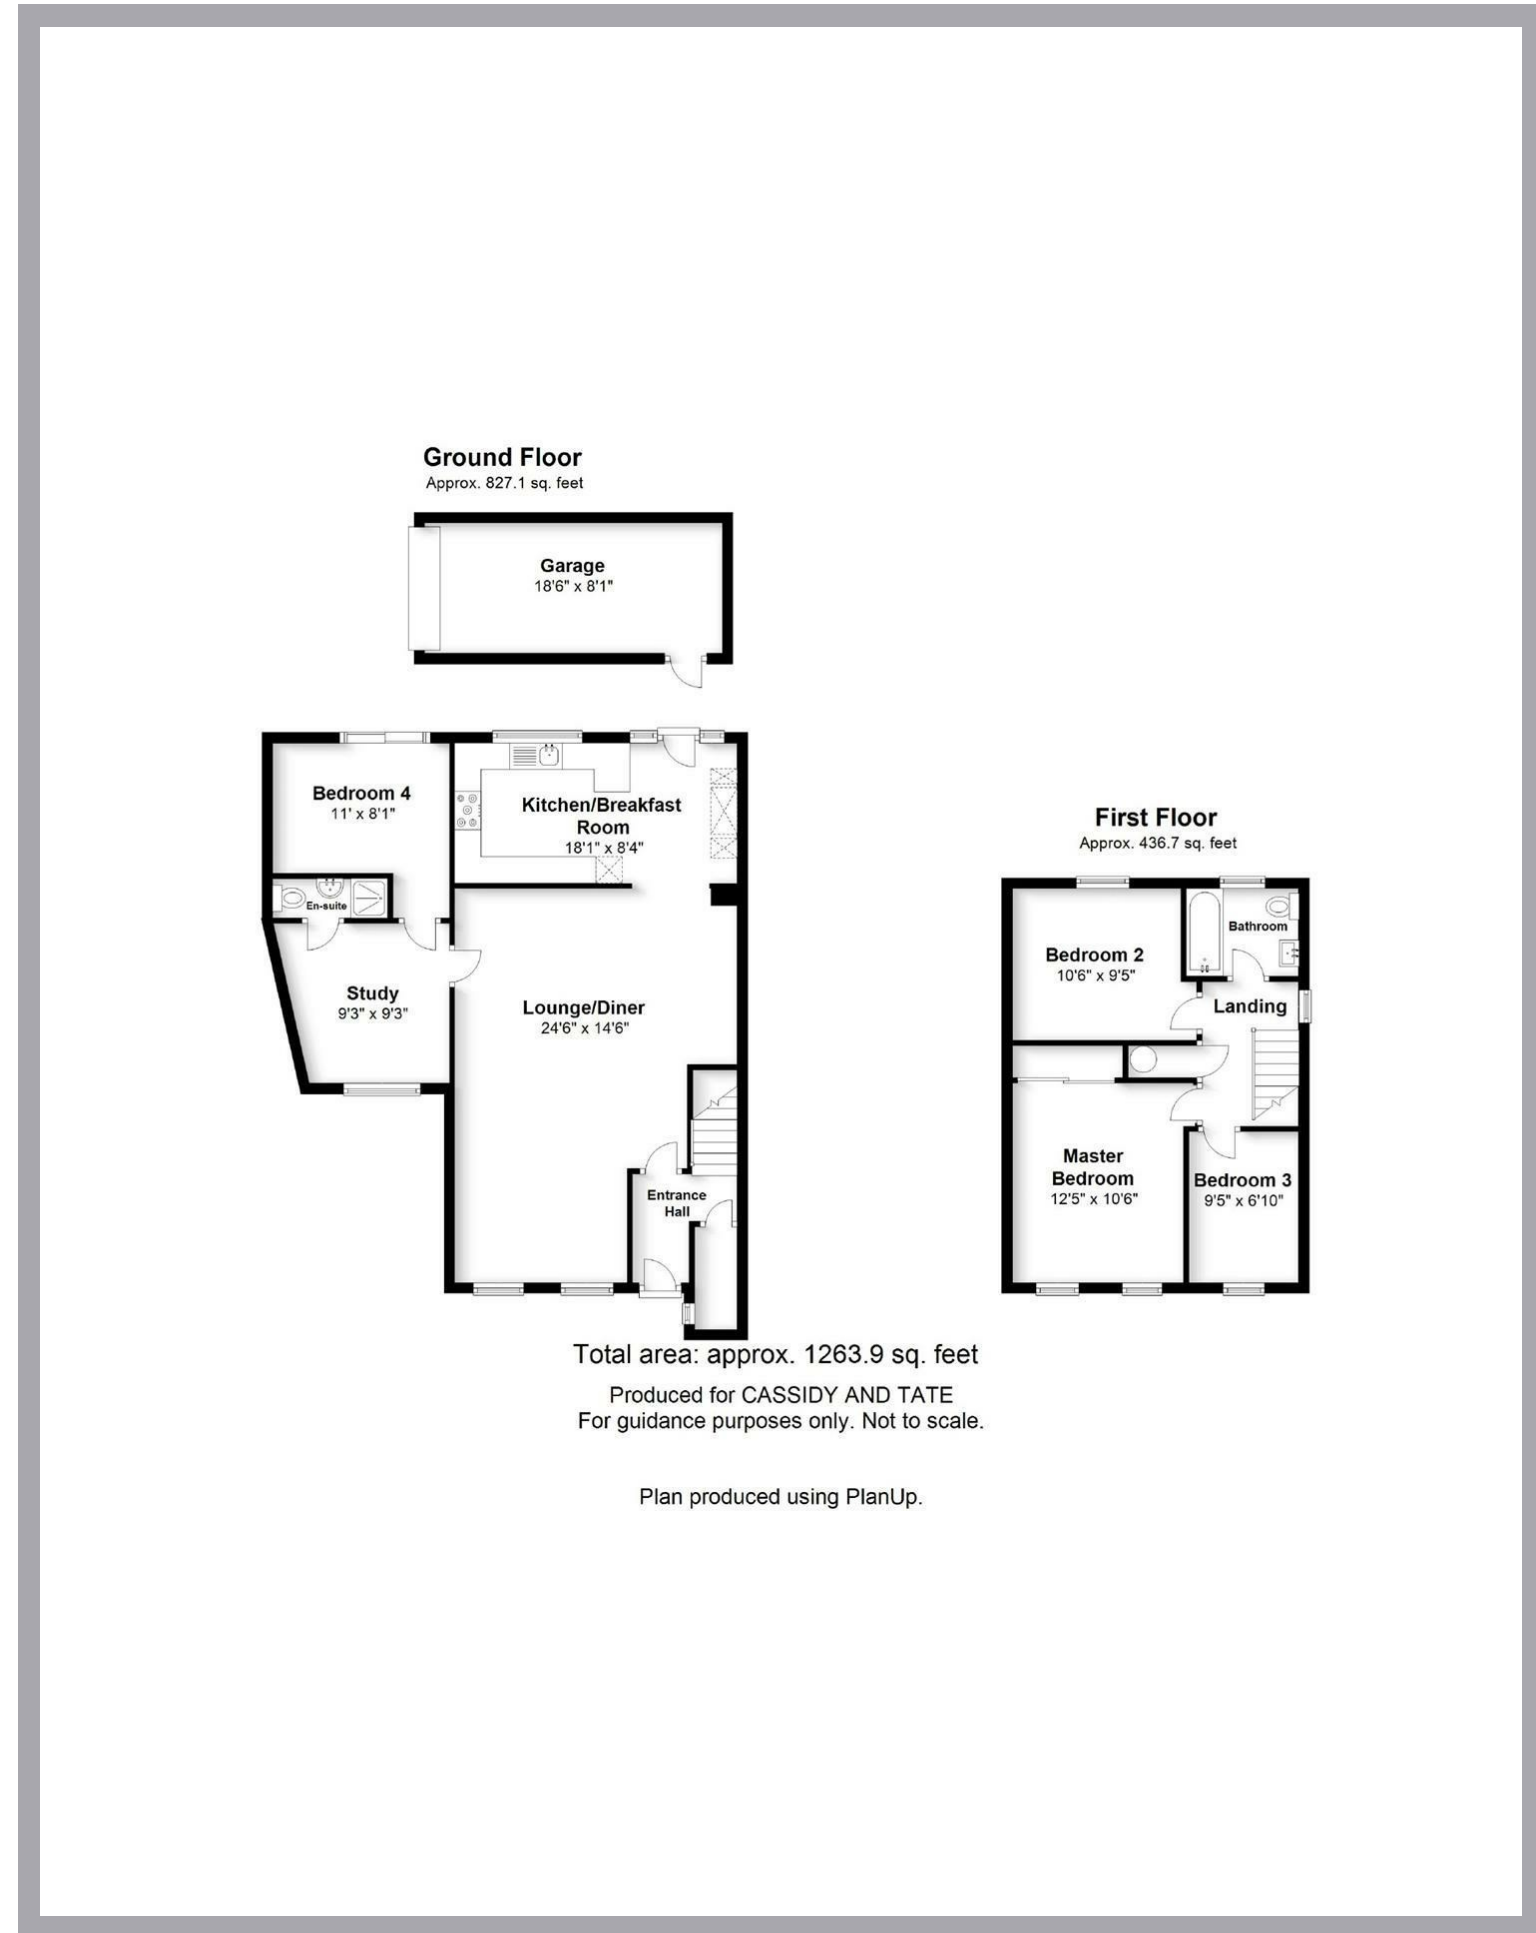 Ground Floor
Approx. 827.1 sq. feet
Garage
18'6" x 8'1"
Bedroom 4
11' x 8'1"
Kitchen/Breakfast
Room
18'1" x 8'4"
En-suite
Study
9'3" x 9'3"
Lounge/Diner
24'6" x 14'6"
Entrance
Hall
First Floor
Approx. 436.7 sq. feet
Bedroom 2
10'6" x 9'5"
Bathroom
Landing
Master
Bedroom
12'5" x 10'6"
Bedroom 3
9'5" x 6'10"
Total area: approx. 1263.9 sq. feet
Produced for CASSIDY AND TATE
For guidance purposes only. Not to scale.
Plan produced using PlanUp.